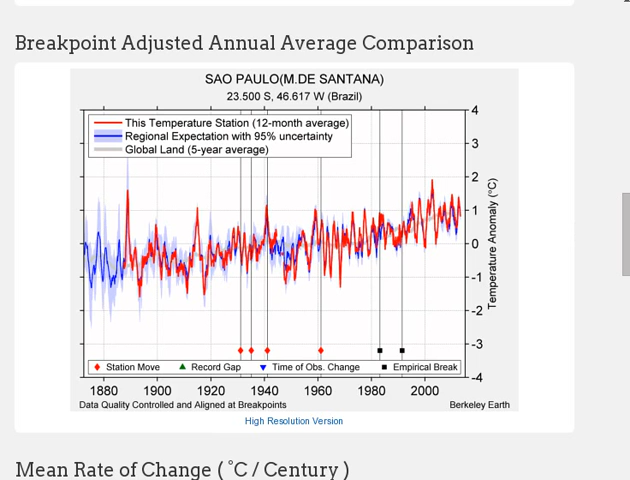 Breakpoint Adjusted Annual Average Comparison
SAO PAULO(M.DE SANTANA)
23.500 S, 46.617 W (Brazil)
This Temperature Station (12-month average)
Regional Expectation with 95% uncertainty
Global Land (5-year average)
4
3
2
1
0
-1
-2
-3
-4
Temperature Anomaly (°C)
Station Move Record Gap Time of Obs. Change Empirical Break
1880 1900 1920 1940 1960 1980 2000
Data Quality Controlled and Aligned at Breakpoints Berkeley Earth
High Resolution Version
Mean Rate of Change ( °C / Century )